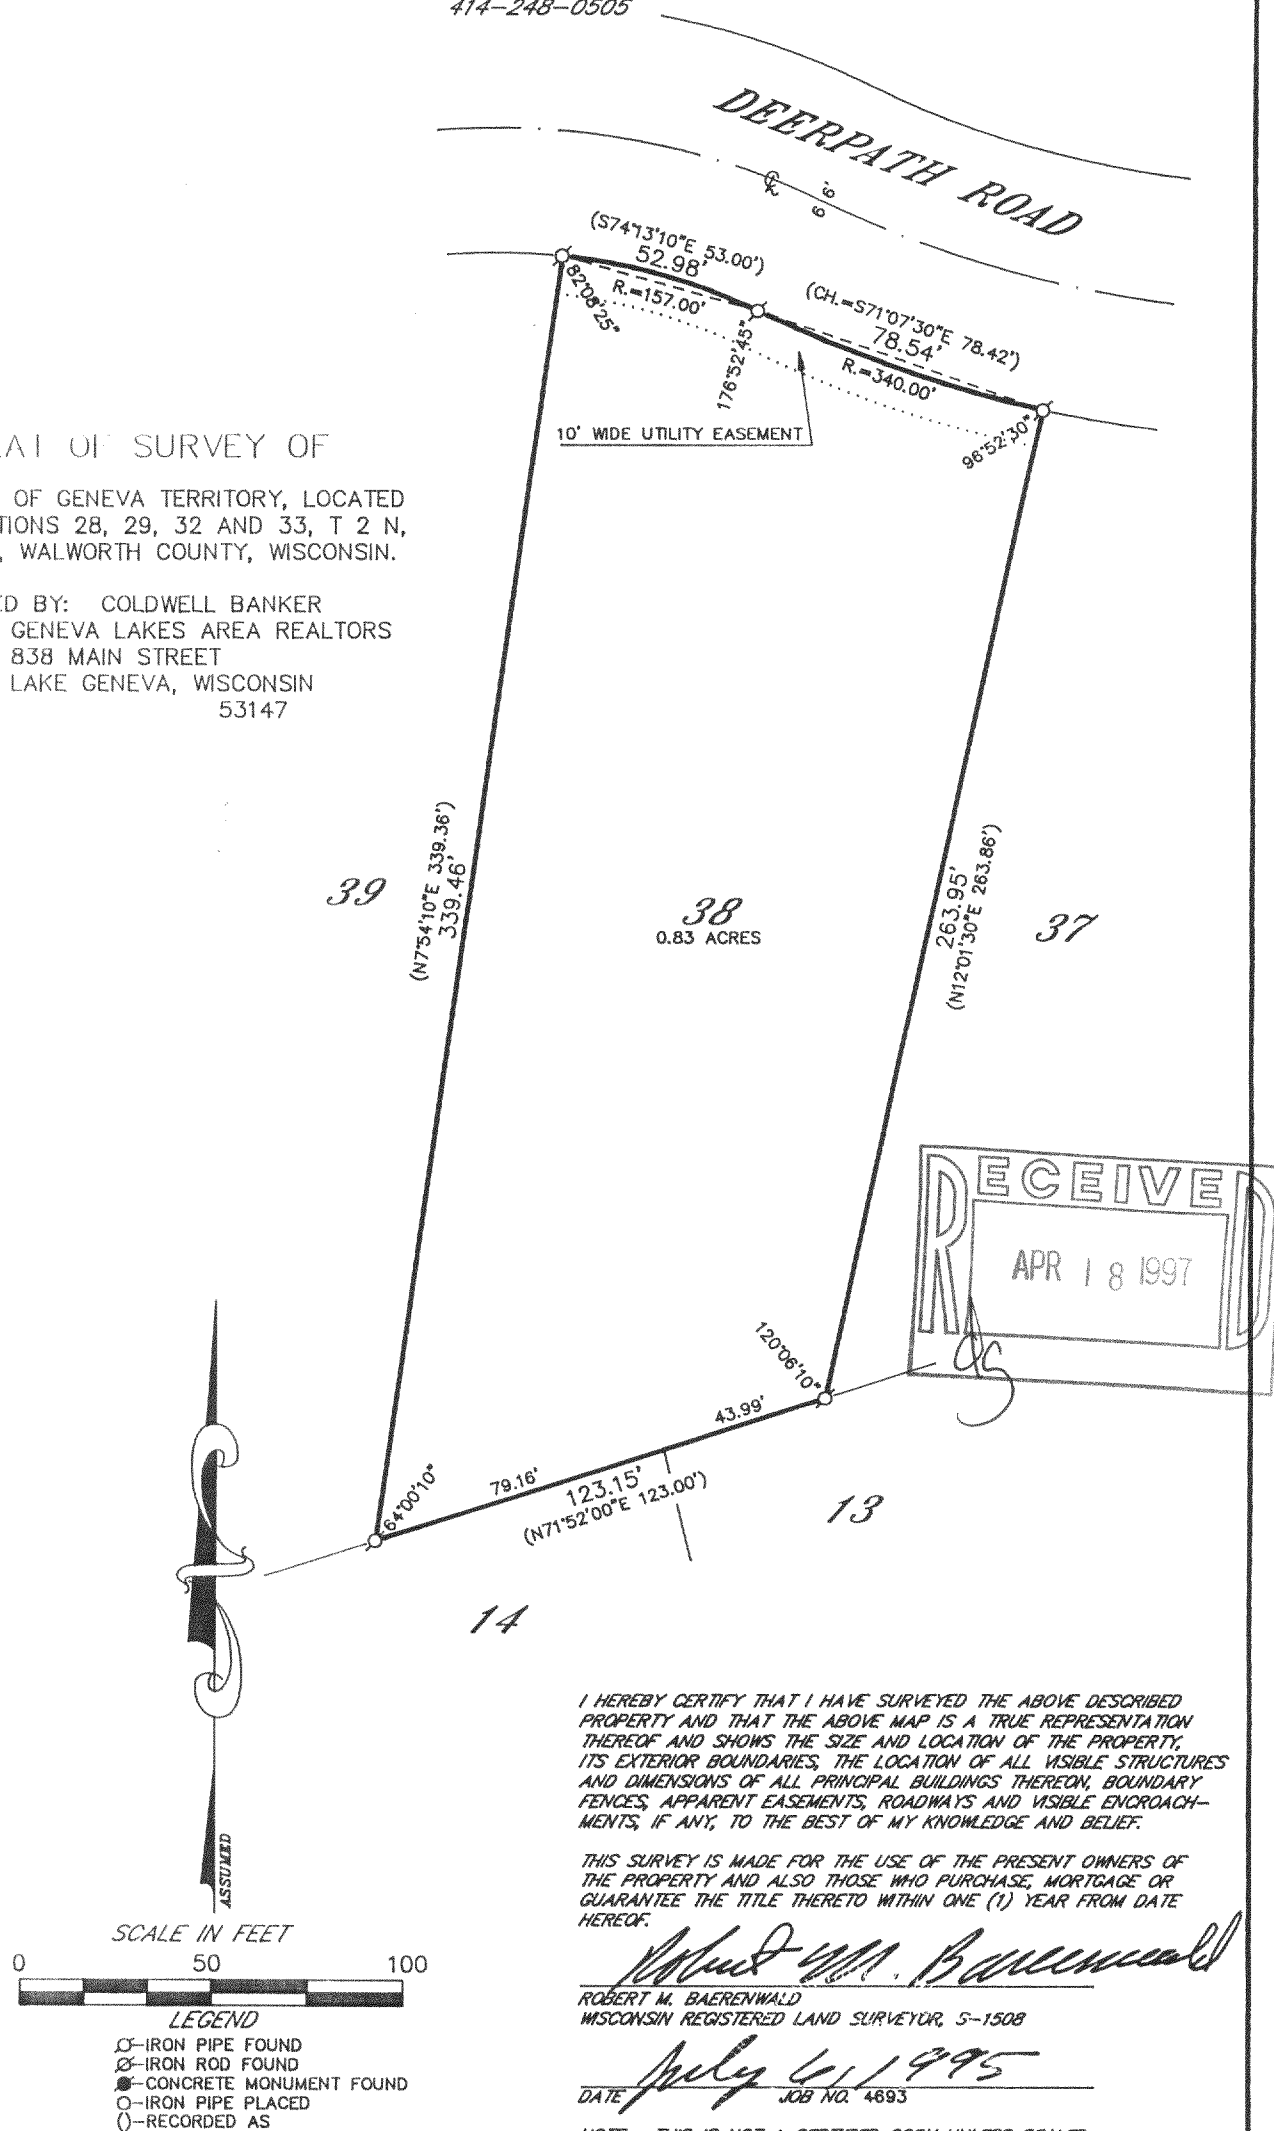 414-248-0505
DEERPATH ROAD
66'
(S74°13'10"E 53.00')
52.98'
R.=157.00'
82°08'25"
(CH.=S71°07'30"E 78.42')
78.54'
R.=340.00'
176°52'45"
96°52'30"
10' WIDE UTILITY EASEMENT
OF SURVEY OF
OF GENEVA TERRITORY, LOCATED
28, 29, 32 AND 33, T 2 N,
, WALWORTH COUNTY, WISCONSIN.
BY: COLDWELL BANKER
GENEVA LAKES AREA REALTORS
838 MAIN STREET
LAKE GENEVA, WISCONSIN
53147
(N7°54'10"E 339.36')
339.46'
39
38
0.83 ACRES
263.95'
(N12°01'30"E 263.86')
37
RECEIVED
APR 18 1997
120°06'10"
43.99'
79.16'
123.15'
(N71°52'00"E 123.00')
64°00'10"
13
14
I HEREBY CERTIFY THAT I HAVE SURVEYED THE ABOVE DESCRIBED
PROPERTY AND THAT THE ABOVE MAP IS A TRUE REPRESENTATION
THEREOF AND SHOWS THE SIZE AND LOCATION OF THE PROPERTY,
ITS EXTERIOR BOUNDARIES, THE LOCATION OF ALL VISIBLE STRUCTURES
AND DIMENSIONS OF ALL PRINCIPAL BUILDINGS THEREON, BOUNDARY
FENCES, APPARENT EASEMENTS, ROADWAYS AND VISIBLE ENCROACH-
MENTS, IF ANY, TO THE BEST OF MY KNOWLEDGE AND BELIEF.
THIS SURVEY IS MADE FOR THE USE OF THE PRESENT OWNERS OF
THE PROPERTY AND ALSO THOSE WHO PURCHASE, MORTGAGE OR
GUARANTEE THE TITLE THERETO WITHIN ONE (1) YEAR FROM DATE
HEREOF.
Robert M. Baerenwald
ROBERT M. BAERENWALD
WISCONSIN REGISTERED LAND SURVEYOR, S-1508
July 6, 1995
DATE JOB NO. 4693
ASSUMED
SCALE IN FEET
0 50 100
LEGEND
-IRON PIPE FOUND
-IRON ROD FOUND
-CONCRETE MONUMENT FOUND
O-IRON PIPE PLACED
()-RECORDED AS